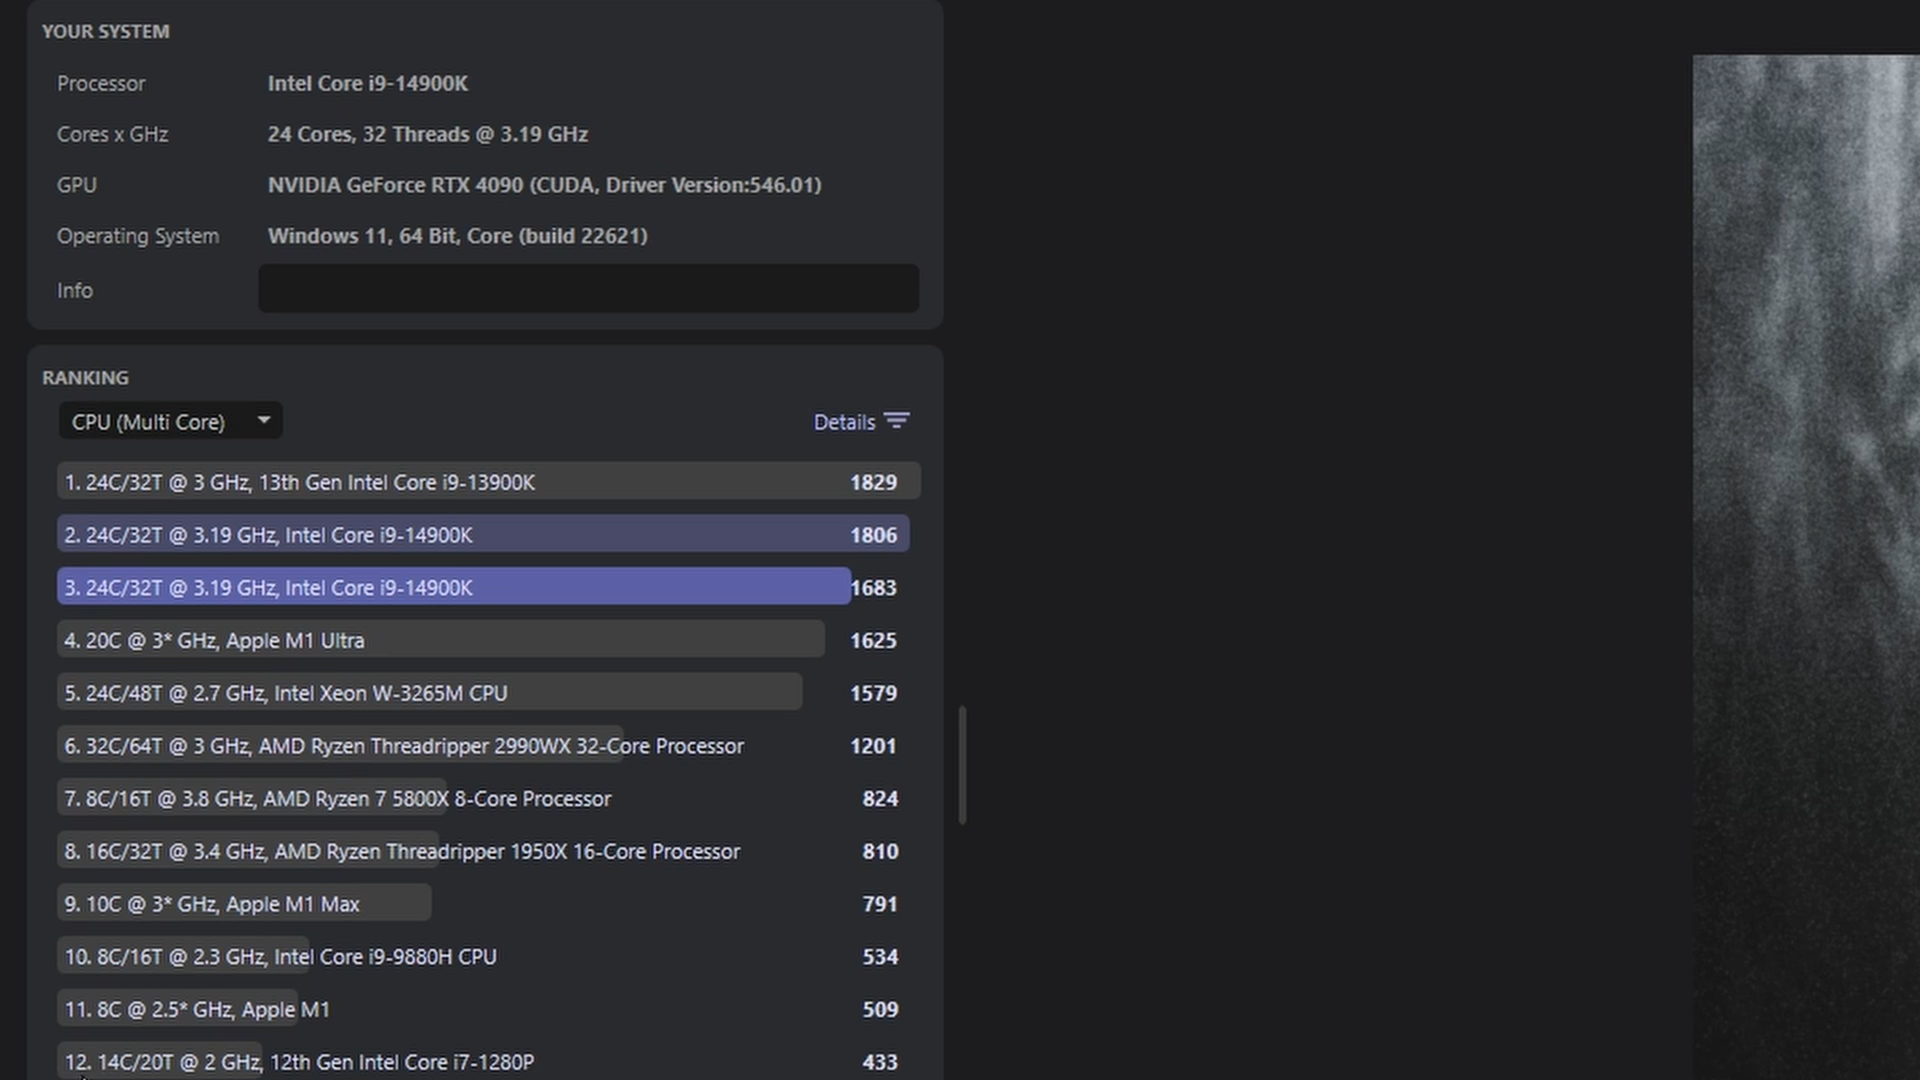 YOUR SYSTEM
Processor Intel Core i9-14900K
Cores x GHz 24 Cores, 32 Threads @ 3.19 GHz
GPU NVIDIA GeForce RTX 4090 (CUDA, Driver Version:546.01)
Operating System Windows 11, 64 Bit, Core (build 22621)
Info
RANKING
CPU (Multi Core) Details
1. 24C/32T @ 3 GHz, 13th Gen Intel Core i9-13900K 1829
2. 24C/32T @ 3.19 GHz, Intel Core i9-14900K 1806
3. 24C/32T @ 3.19 GHz, Intel Core i9-14900K 1683
4. 20C @ 3* GHz, Apple M1 Ultra 1625
5. 24C/48T @ 2.7 GHz, Intel Xeon W-3265M CPU 1579
6. 32C/64T @ 3 GHz, AMD Ryzen Threadripper 2990WX 32-Core Processor 1201
7. 8C/16T @ 3.8 GHz, AMD Ryzen 7 5800X 8-Core Processor 824
8. 16C/32T @ 3.4 GHz, AMD Ryzen Threadripper 1950X 16-Core Processor 810
9. 10C @ 3* GHz, Apple M1 Max 791
10. 8C/16T @ 2.3 GHz, Intel Core i9-9880H CPU 534
11. 8C @ 2.5* GHz, Apple M1 509
12. 14C/20T @ 2 GHz, 12th Gen Intel Core i7-1280P 433